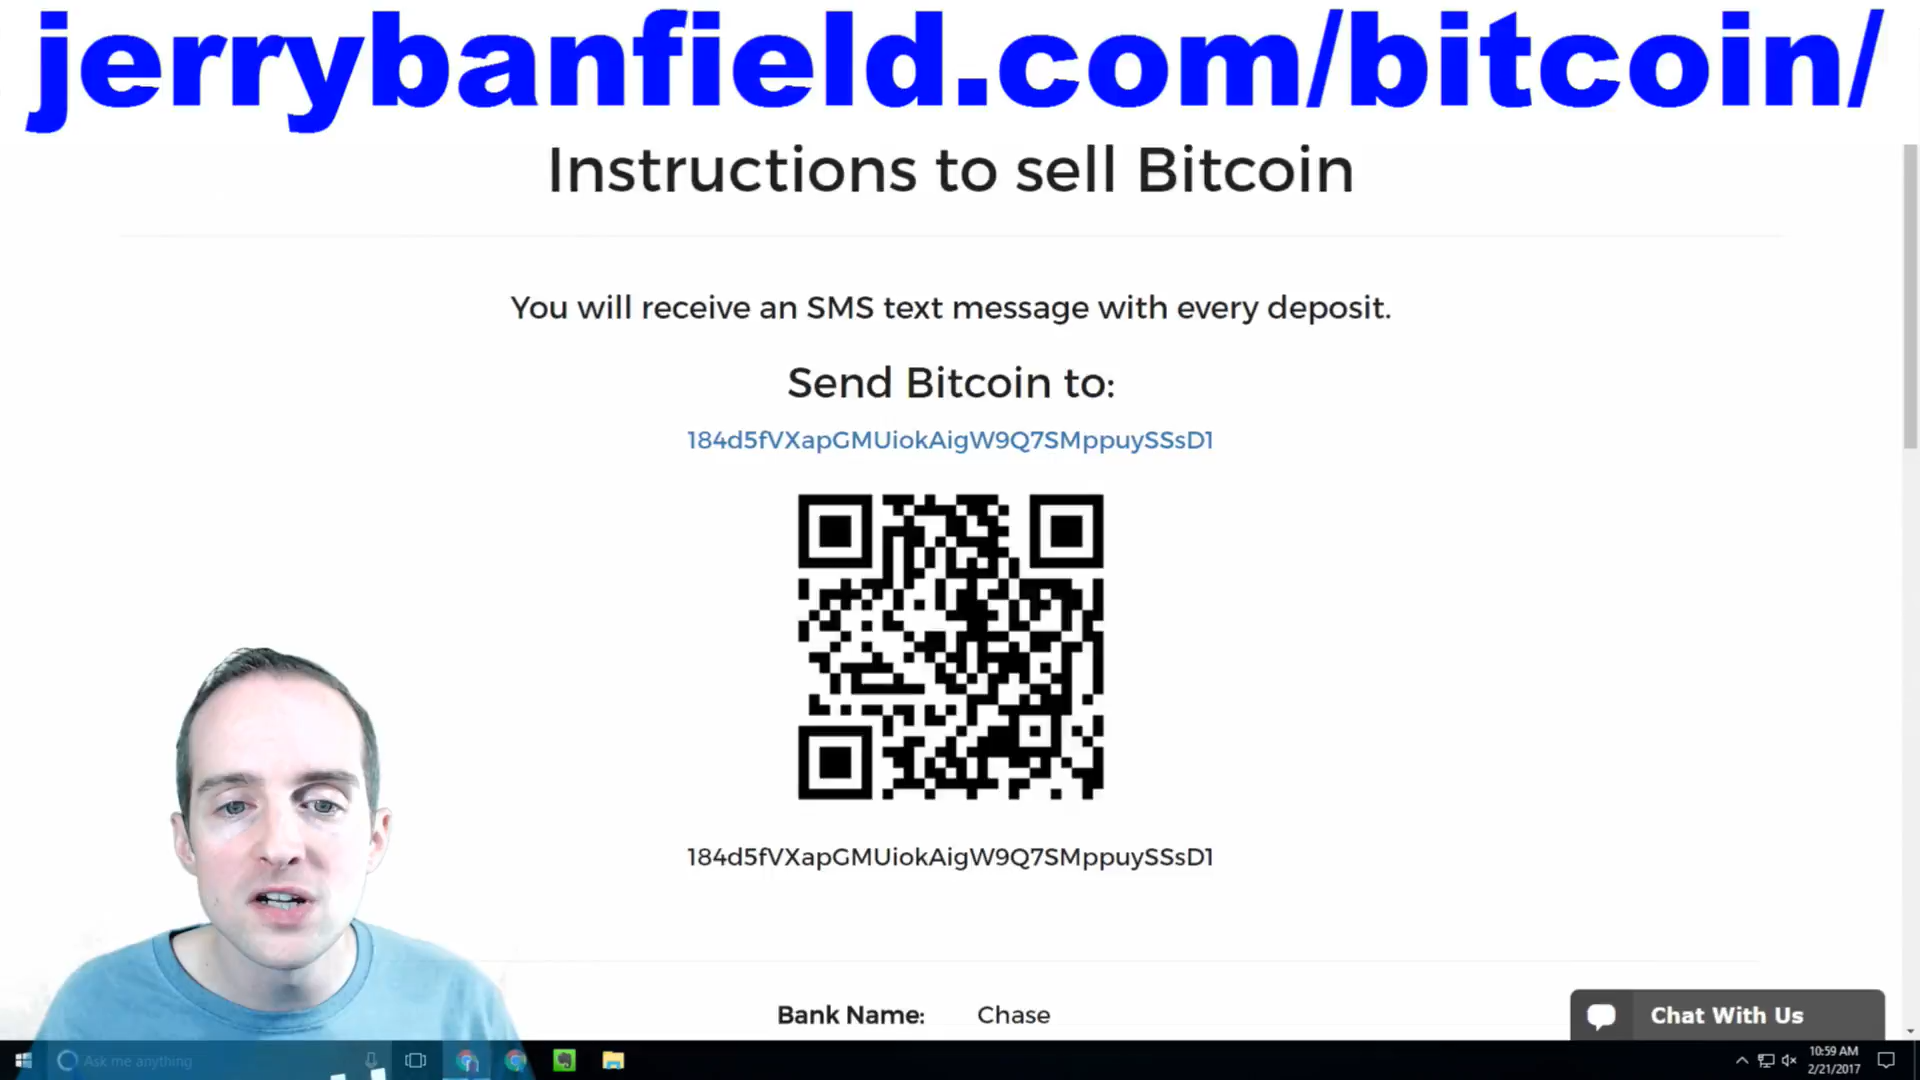 jerrybanfield.com/bitcoin/
Instructions to sell Bitcoin
You will receive an SMS text message with every deposit.
Send Bitcoin to:
184d5fVXapGMUiokAigW9Q7SMppuySSsD1
184d5fVXapGMUiokAigW9Q7SMppuySSsD1
Bank Name: Chase
Chat With Us
Ask me anything
10:59 AM
2/21/2017